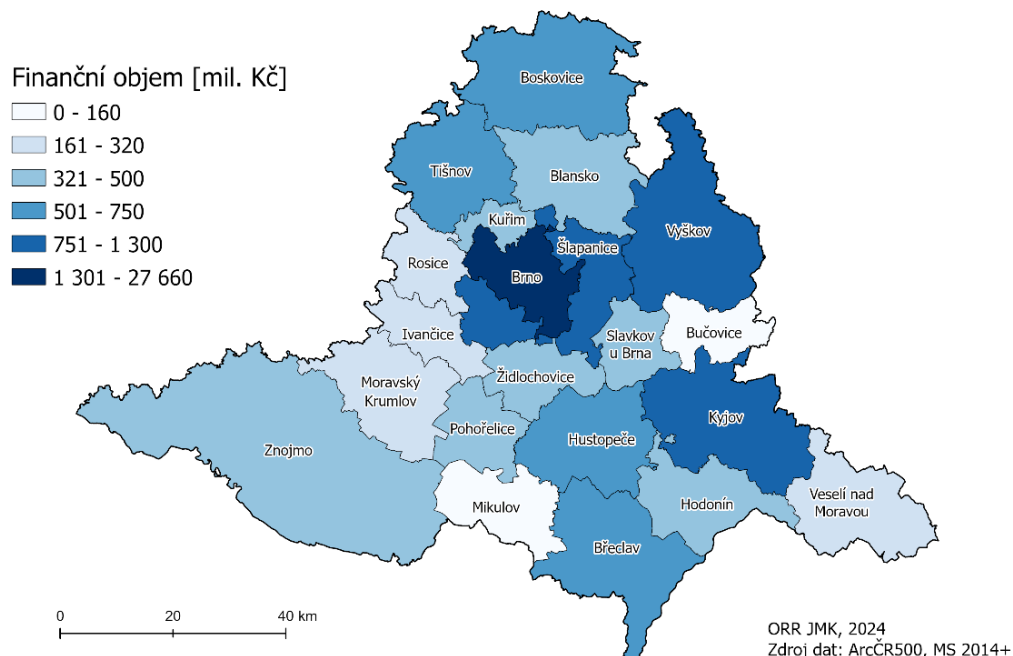 Finanční objem [mil. Kč]
0 - 160
161 - 320
321 - 500
501 - 750
751 - 1 300
1 301 - 27 660
Boskovice
Tišnov
Blansko
Kuřim
Vyškov
Šlapanice
Rosice
Brno
Ivančice
Slavkov
u Brna
Bučovice
Židlochovice
Moravský
Krumlov
Pohořelice
Hustopeče
Kyjov
Znojmo
Mikulov
Hodonín
Veselí nad
Moravou
Břeclav
0 20 40 km
ORR JMK, 2024
Zdroj dat: ArcČR500, MS 2014+